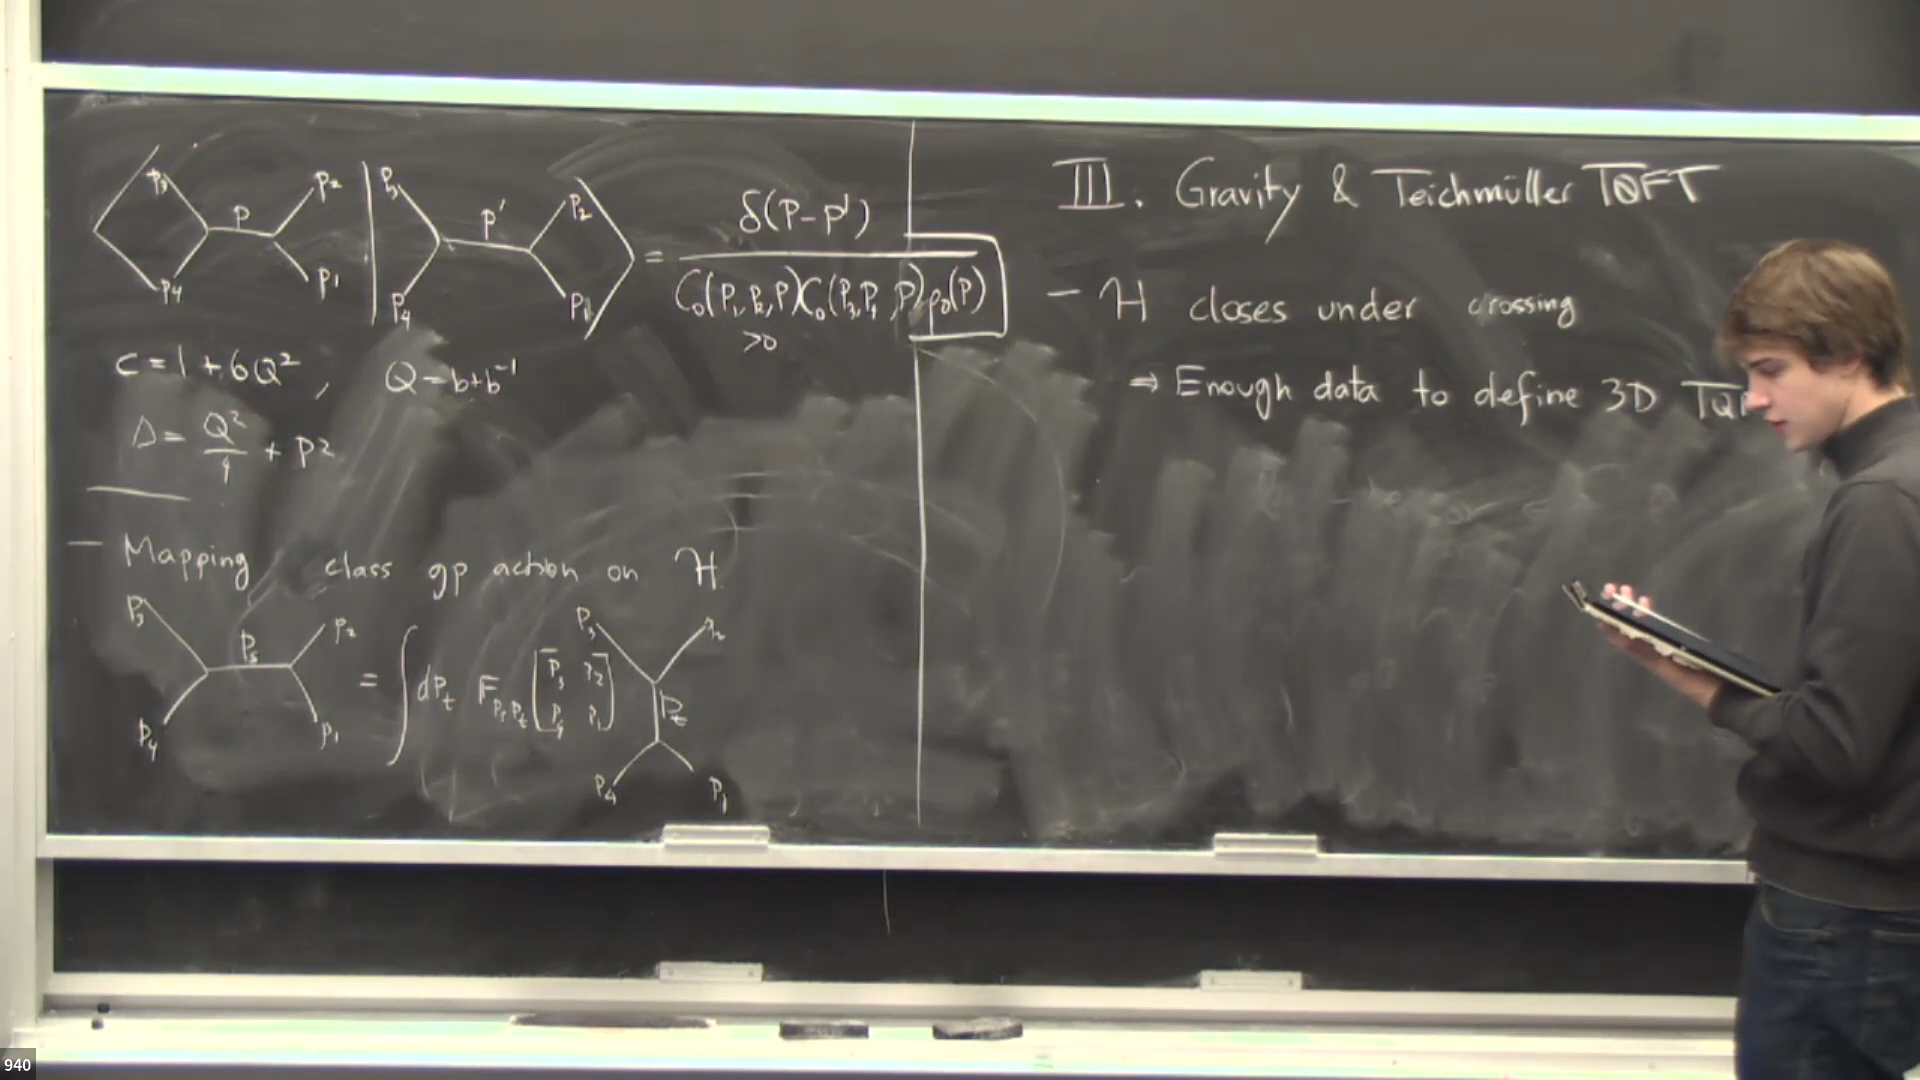 ⟨ P₃ P₄ P P₂ P₁ | P₃ P₄ P' P₂ P₁ ⟩ = δ(P-P') / C₀(P₁,P₂,P)C₀(P₃,P₄,P)ρ₀(P)
>0
C = 1 + 6Q² , Q = b+b⁻¹
Δ = Q²/4 + P²
— Mapping class gp action on H
P₃ P₄ Pₛ P₂ P₁ = ∫ dPₜ F_{PₛPₜ} [P₃ P₂ P₄ P₁] P₃ P₂ Pₜ P₄ P₁
III. Gravity & Teichmüller TQFT
— H closes under crossing
⇒ Enough data to define 3D
940